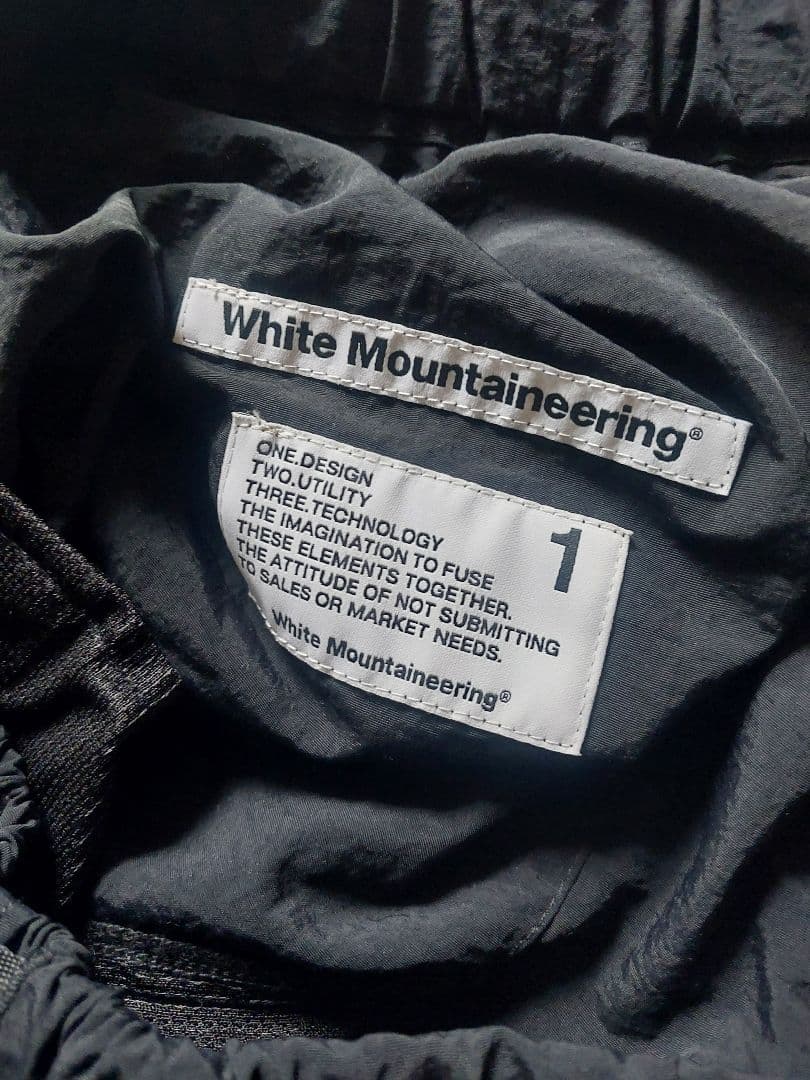 White Mountaineering®
ONE.DESIGN
TWO.UTILITY
THREE.TECHNOLOGY
THE IMAGINATION TO FUSE
THESE ELEMENTS TOGETHER.
THE ATTITUDE OF NOT SUBMITTING
TO SALES OR MARKET NEEDS.
White Mountaineering®
1